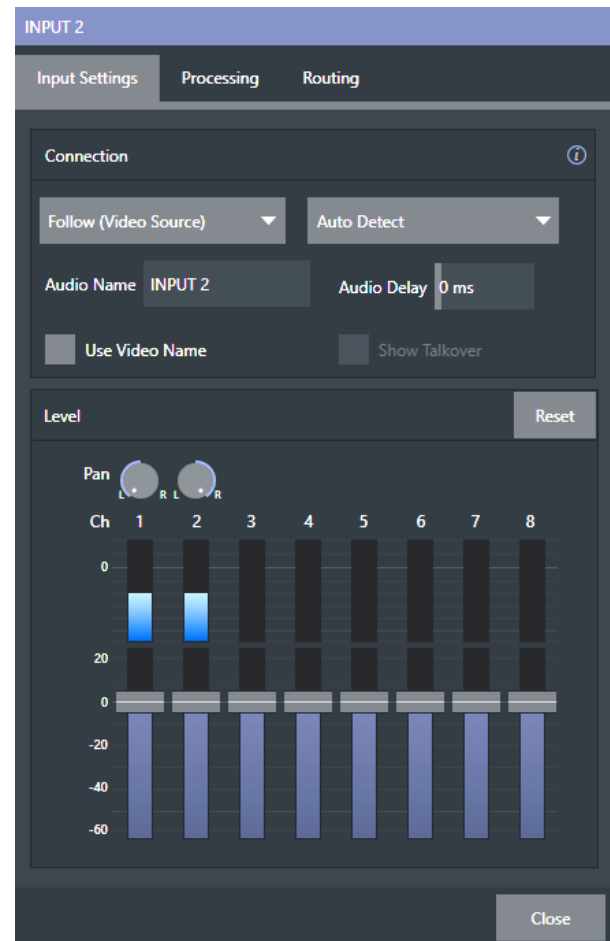 INPUT 2
Input Settings Processing Routing
Connection i
Follow (Video Source) Auto Detect
Audio Name INPUT 2 Audio Delay 0 ms
Use Video Name Show Talkover
Level Reset
Pan
L R L R
Ch 1 2 3 4 5 6 7 8
0
20
0
-20
-40
-60
Close